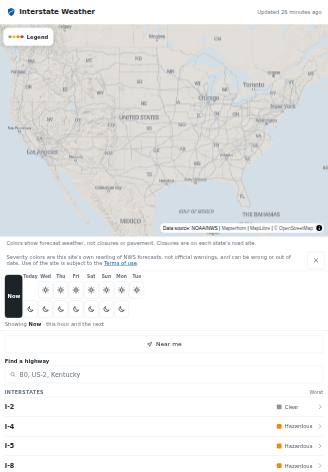 Interstate Weather
Updated 26 minutes ago
Legend
UNITED STATES
Chicago
Toronto
New York
Los Angeles
MEXICO
GULF OF MEXICO
THE BAHAMAS
Data source: NOAA/NWS | Mapterhorn | MapLibre | © OpenStreetMap
Colors show forecast weather, not closures or pavement. Closures are on each state's road site.
Severity colors are this site's own reading of NWS forecasts, not official warnings, and can be wrong or out of
date. Use of the site is subject to the Terms of use.
Now
Today Wed Thu Fri Sat Sun Mon Tue
Showing Now · this hour and the next
Near me
Find a highway
80, US-2, Kentucky
INTERSTATES
Worst
I-2
Clear
I-4
Hazardous
I-5
Hazardous
I-8
Hazardous